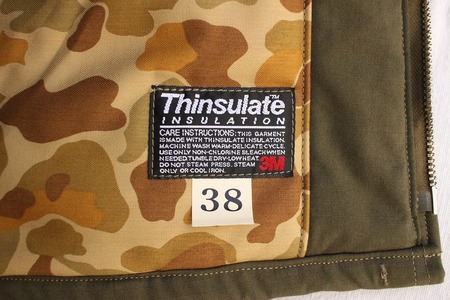 Thinsulate™
INSULATION
CARE INSTRUCTIONS: THIS GARMENT
IS MADE WITH THINSULATE INSULATION.
MACHINE WASH WARM-DELICATE CYCLE.
USE ONLY NON-CHLORINE BLEACH WHEN
NEEDED. TUMBLE DRY-LOW HEAT.
DO NOT STEAM PRESS. STEAM
ONLY OR COOL IRON.
3M
38